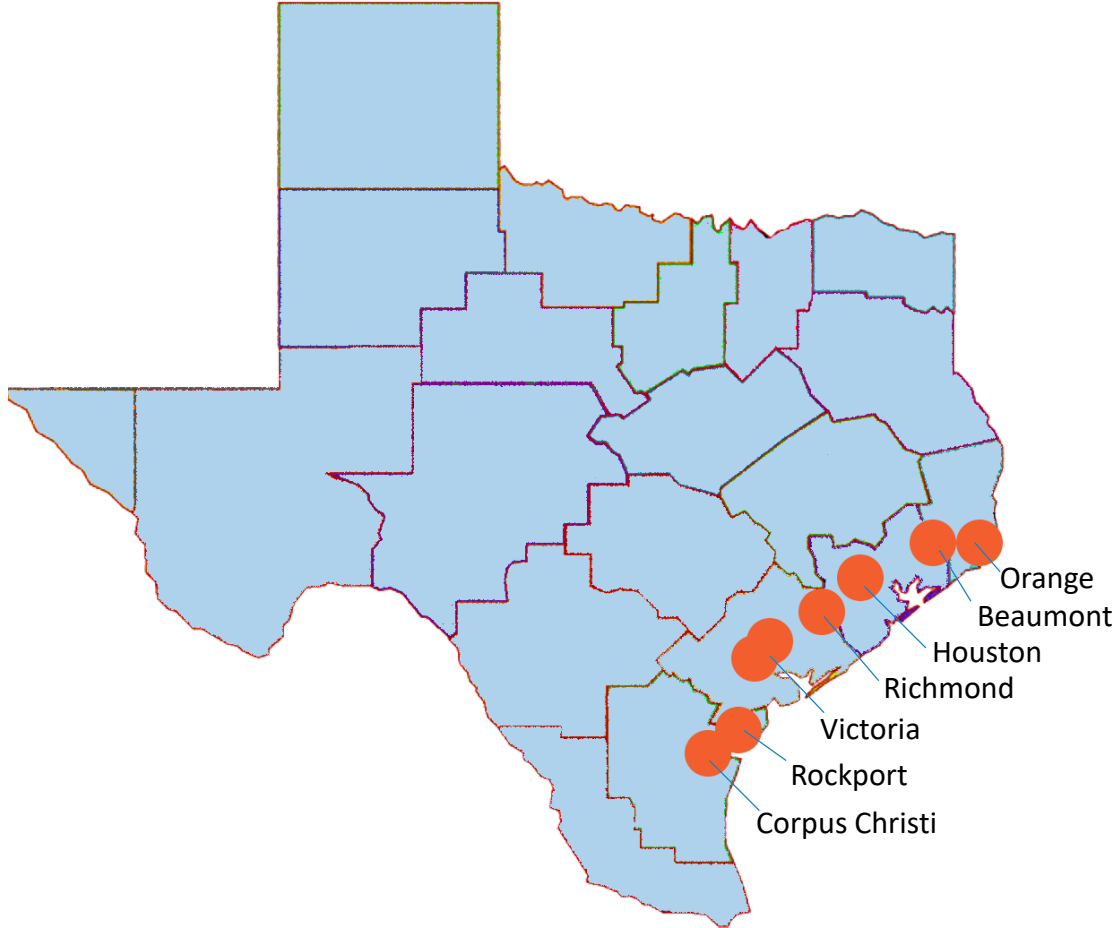 Orange
Beaumont
Houston
Richmond
Victoria
Rockport
Corpus Christi